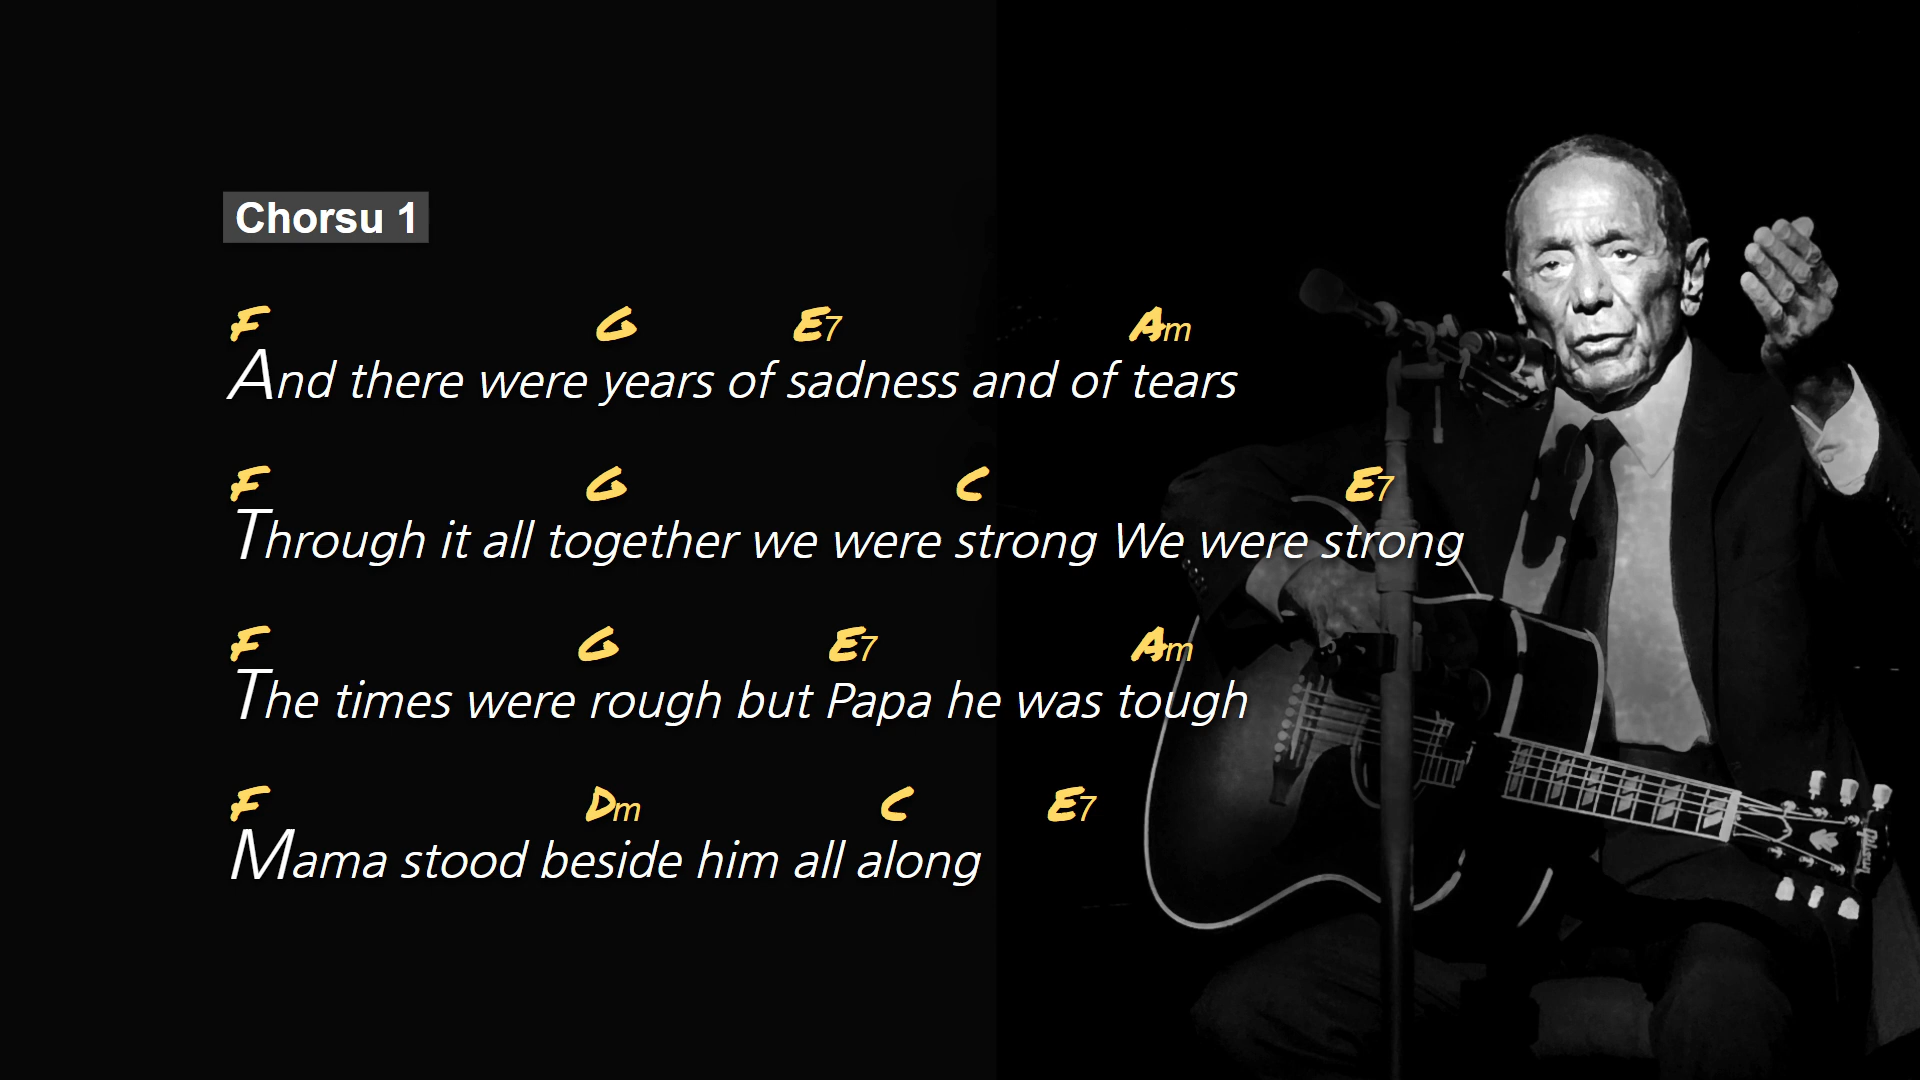 Chorsu 1
F G E7 Am
And there were years of sadness and of tears
F G C E7
Through it all together we were strong We were strong
F G E7 Am
The times were rough but Papa he was tough
F Dm C E7
Mama stood beside him all along
Gibson